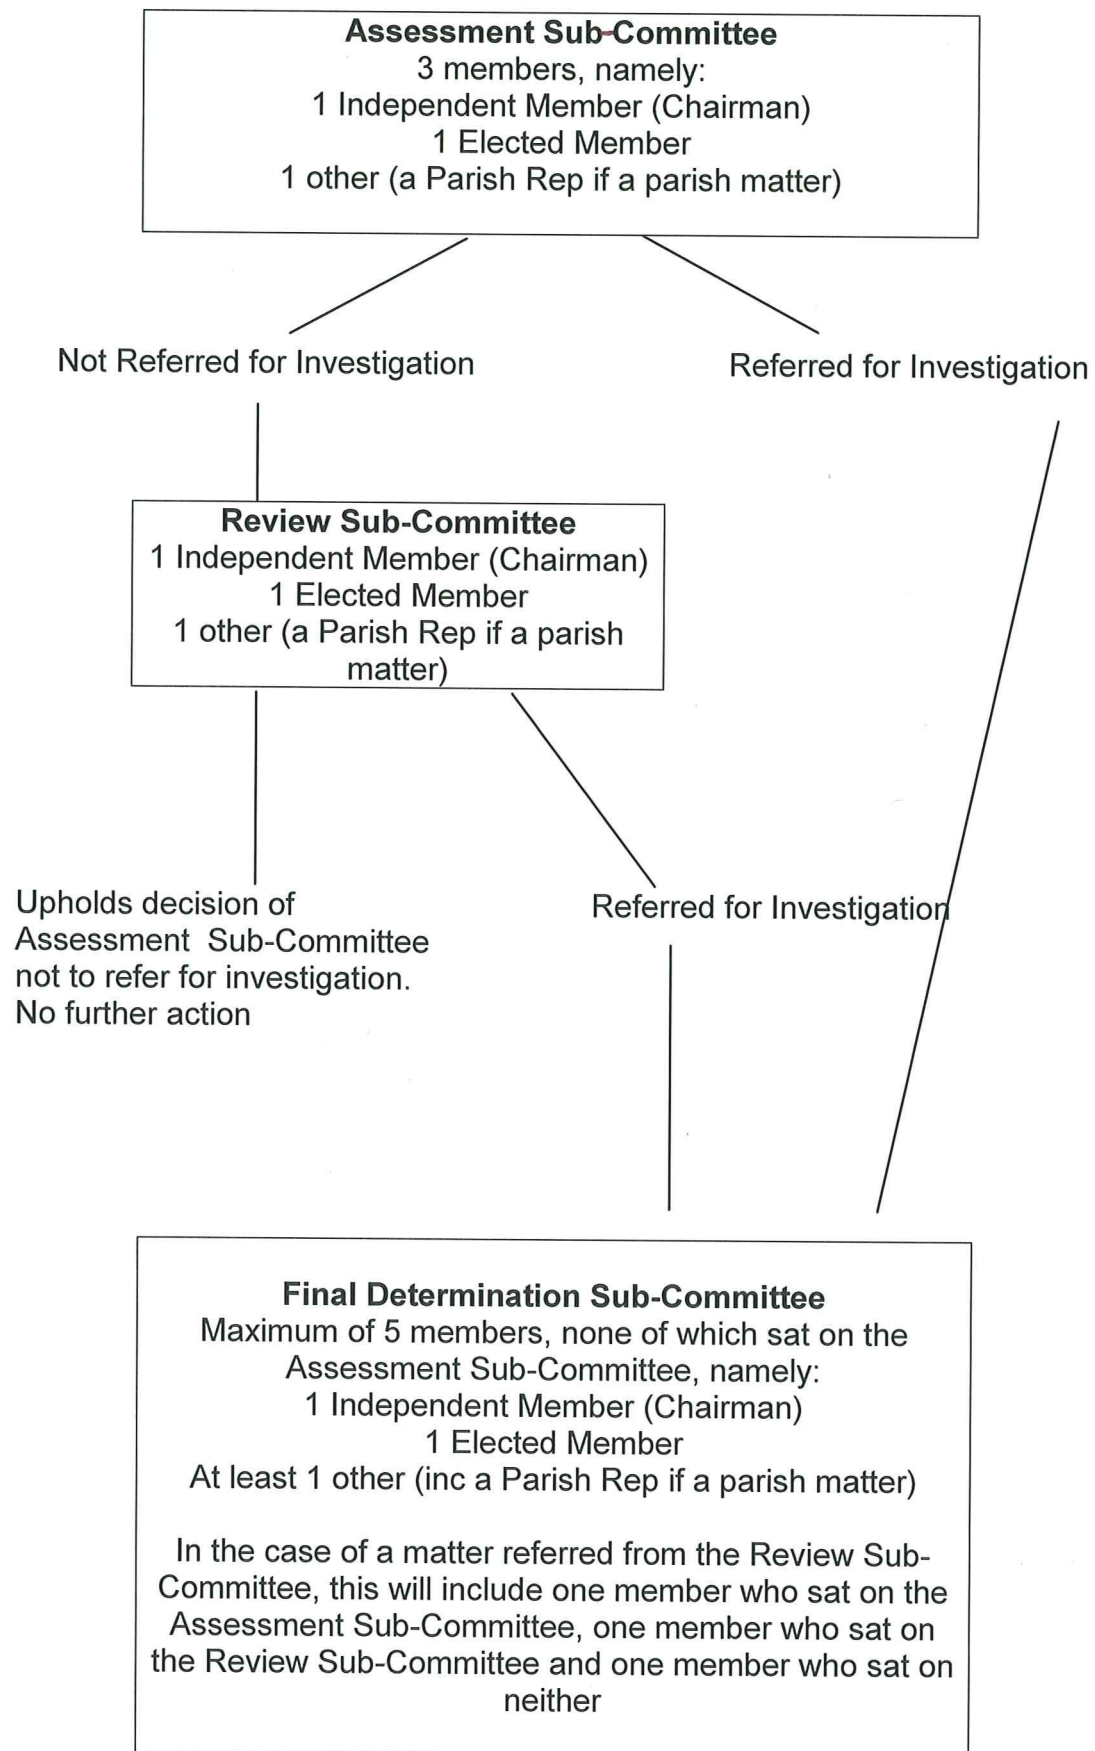 Assessment Sub-Committee
3 members, namely:
1 Independent Member (Chairman)
1 Elected Member
1 other (a Parish Rep if a parish matter)
Not Referred for Investigation
Referred for Investigation
Review Sub-Committee
1 Independent Member (Chairman)
1 Elected Member
1 other (a Parish Rep if a parish
matter)
Upholds decision of
Assessment Sub-Committee
not to refer for investigation.
No further action
Referred for Investigation
Final Determination Sub-Committee
Maximum of 5 members, none of which sat on the
Assessment Sub-Committee, namely:
1 Independent Member (Chairman)
1 Elected Member
At least 1 other (inc a Parish Rep if a parish matter)
In the case of a matter referred from the Review Sub-
Committee, this will include one member who sat on the
Assessment Sub-Committee, one member who sat on
the Review Sub-Committee and one member who sat on
neither